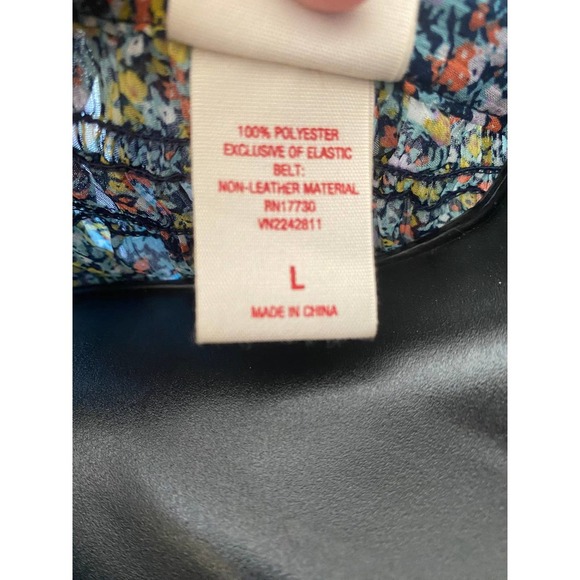 100% POLYESTER
EXCLUSIVE OF ELASTIC
BELT:
NON-LEATHER MATERIAL
RN17730
VN2242811
L
MADE IN CHINA